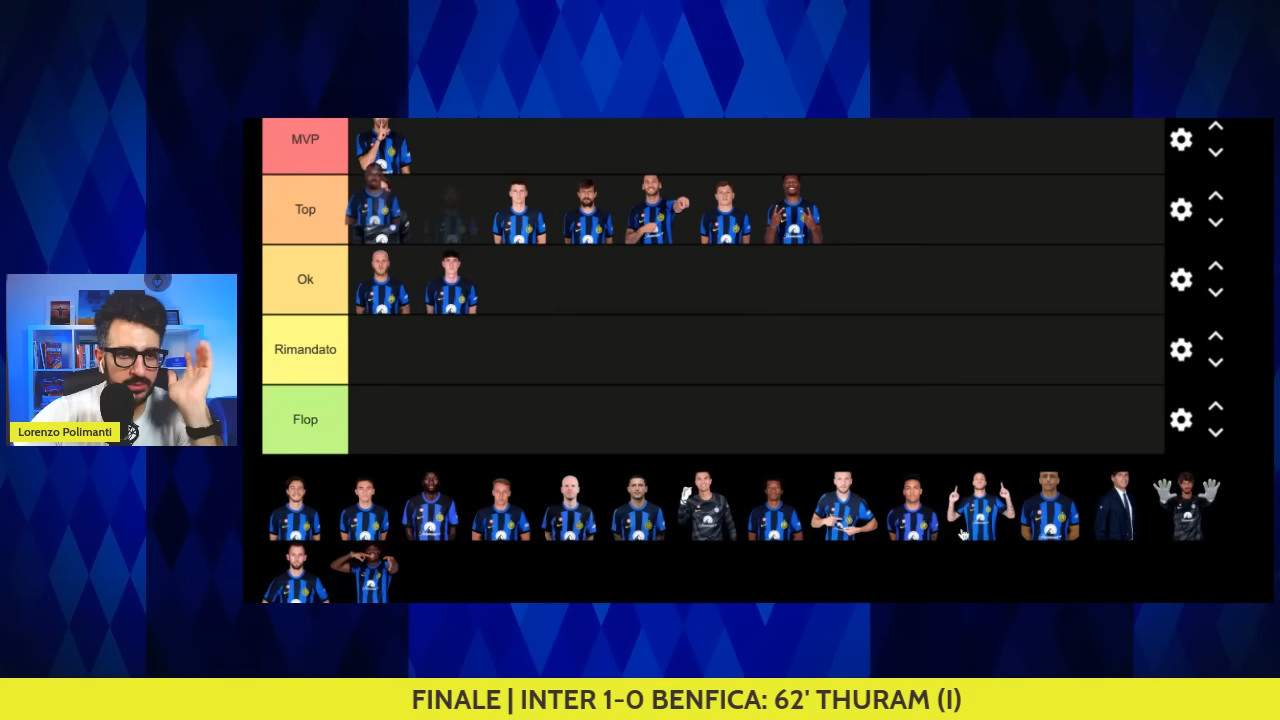 MVP
Top
Ok
Rimandato
Flop
Lorenzo Polimanti
FINALE | INTER 1-0 BENFICA: 62' THURAM (I)